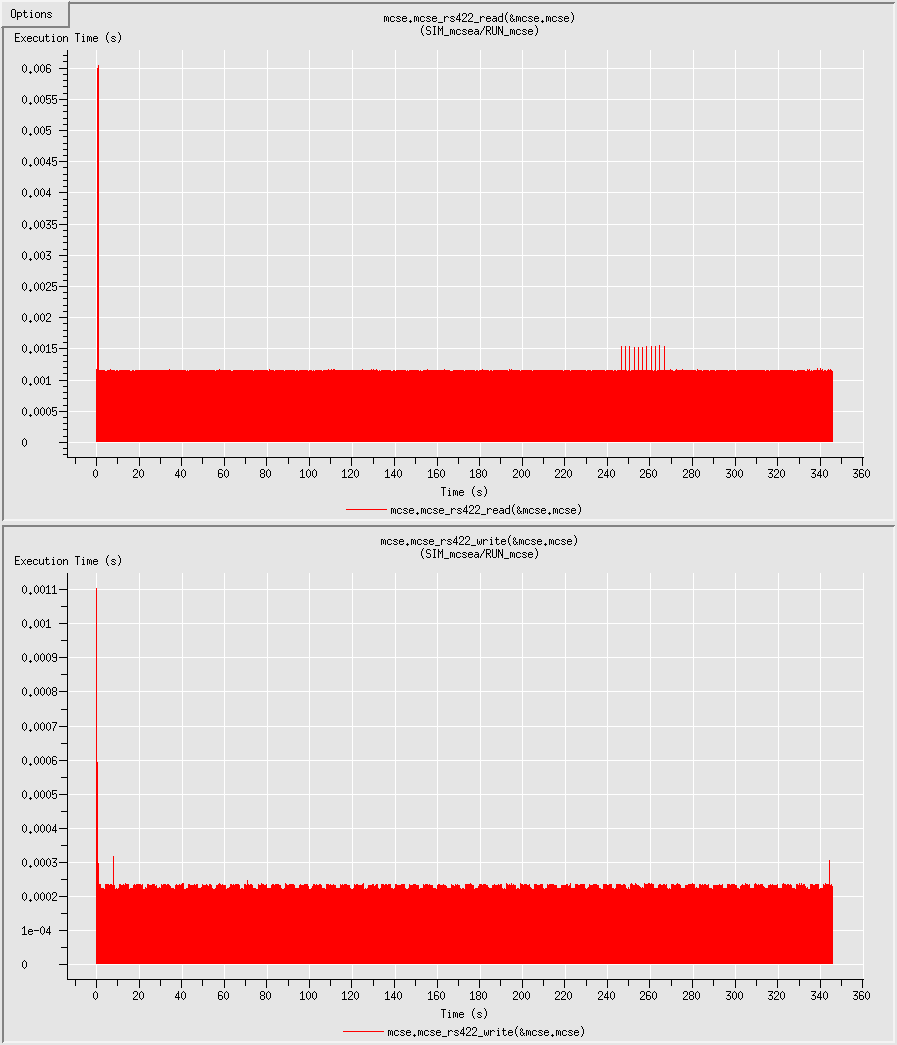 Options
mcse.mcse_rs422_read(&mcse.mcse)
(SIM_mcsea/RUN_mcse)
Execution Time (s)
0.006
0.0055
0.005
0.0045
0.004
0.0035
0.003
0.0025
0.002
0.0015
0.001
0.0005
0
0 20 40 60 80 100 120 140 160 180 200 220 240 260 280 300 320 340 360
Time (s)
mcse.mcse_rs422_read(&mcse.mcse)
mcse.mcse_rs422_write(&mcse.mcse)
(SIM_mcsea/RUN_mcse)
Execution Time (s)
0.0011
0.001
0.0009
0.0008
0.0007
0.0006
0.0005
0.0004
0.0003
0.0002
1e-04
0
0 20 40 60 80 100 120 140 160 180 200 220 240 260 280 300 320 340 360
Time (s)
mcse.mcse_rs422_write(&mcse.mcse)